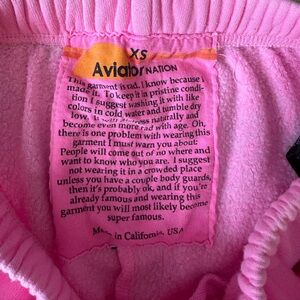 XS
Aviator NATION
This garment is rad. I know because I
made it. To keep it in pristine condi-
tion I suggest washing it with like
colors in cold water and tumble dry
low. It will distress naturally and
become even more rad with age. Oh,
there is one problem with wearing this
garment I must warn you about.
People will come out of no where and
want to know who you are. I suggest
not wearing it in a crowded place
unless you have a couple body guards,
then it's probably ok, and if you're
already famous and wearing this
garment you will most likely become
super famous.
Made in California, USA